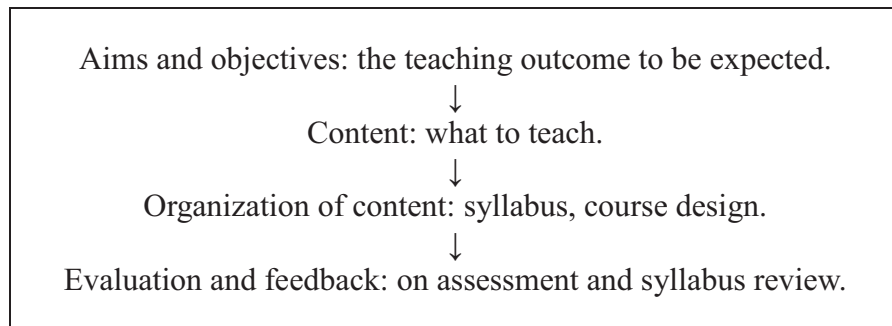 Aims and objectives: the teaching outcome to be expected.
↓
Content: what to teach.
↓
Organization of content: syllabus, course design.
↓
Evaluation and feedback: on assessment and syllabus review.